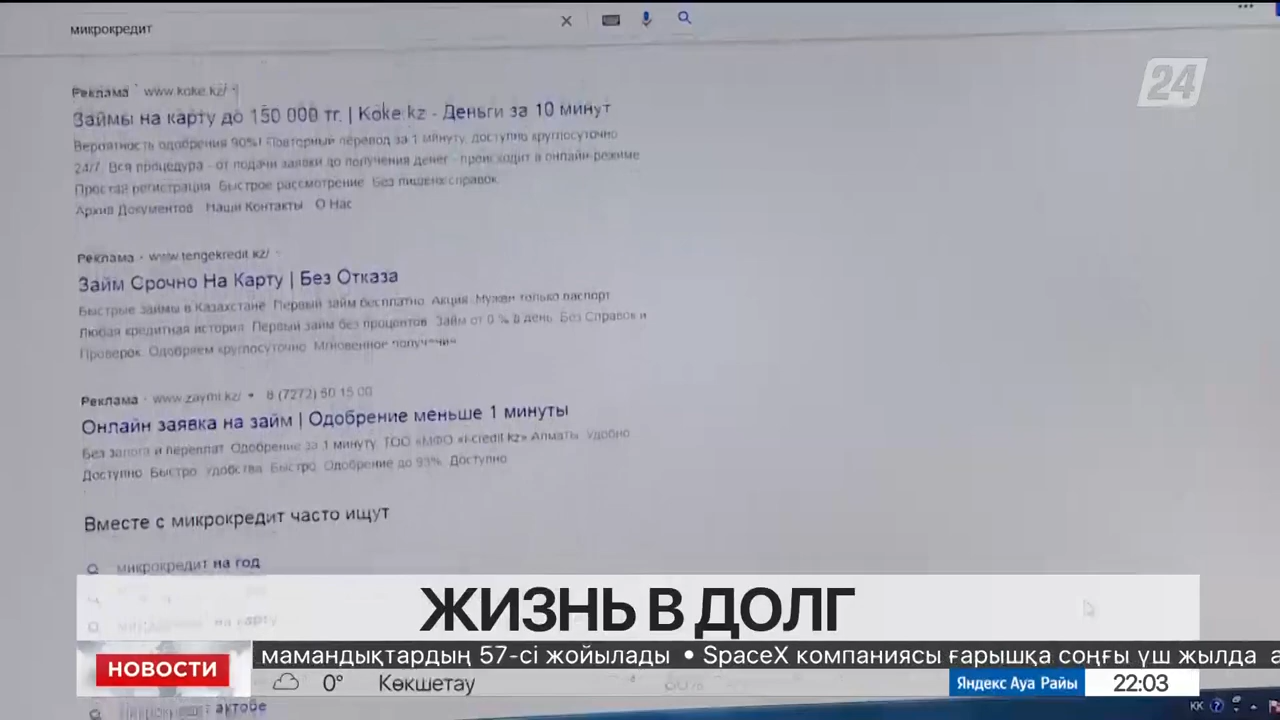 микрокредит
24
Реклама · www.koke.kz/
Займы на карту до 150 000 тг. | Koke.kz - Деньги за 10 минут
Вероятность одобрения 90%! Повторный перевод за 1 минуту, доступно круглосуточно
24/7. Вся процедура - от подачи заявки до получения денег - происходит в онлайн-режиме
Простая регистрация. Быстрое рассмотрение. Без лишних справок.
Архив Документов Наши Контакты О Нас
Реклама · www.tengekredit.kz/
Займ Срочно На Карту | Без Отказа
Быстрые займы в Казахстане. Первый займ бесплатно. Акция. Нужен только паспорт.
Любая кредитная история. Первый займ без процентов. Займ от 0 % в день. Без Справок и
Проверок. Одобряем круглосуточно. Мгновенное
Реклама · www.zaymi.kz/ • 8 (7272) 50 15 00
Онлайн заявка на займ | Одобрение меньше 1 минуты
Без залога и переплат. Одобрение за 1 минуту. ТОО «МФО «i-credit.kz» Алматы. Удобно
Доступно. Быстро. удобства. Быстро. Одобрение до 93%. Доступно
Вместе с микрокредит часто ищут
микрокредит на год
на карту
ЖИЗНЬ В ДОЛГ
НОВОСТИ
мамандықтардың 57-сі жойылады • SpaceX компаниясы ғарышқа соңғы үш жылда
0° Көкшетау
Яндекс Ауа Райы 22:03
актобе
КК